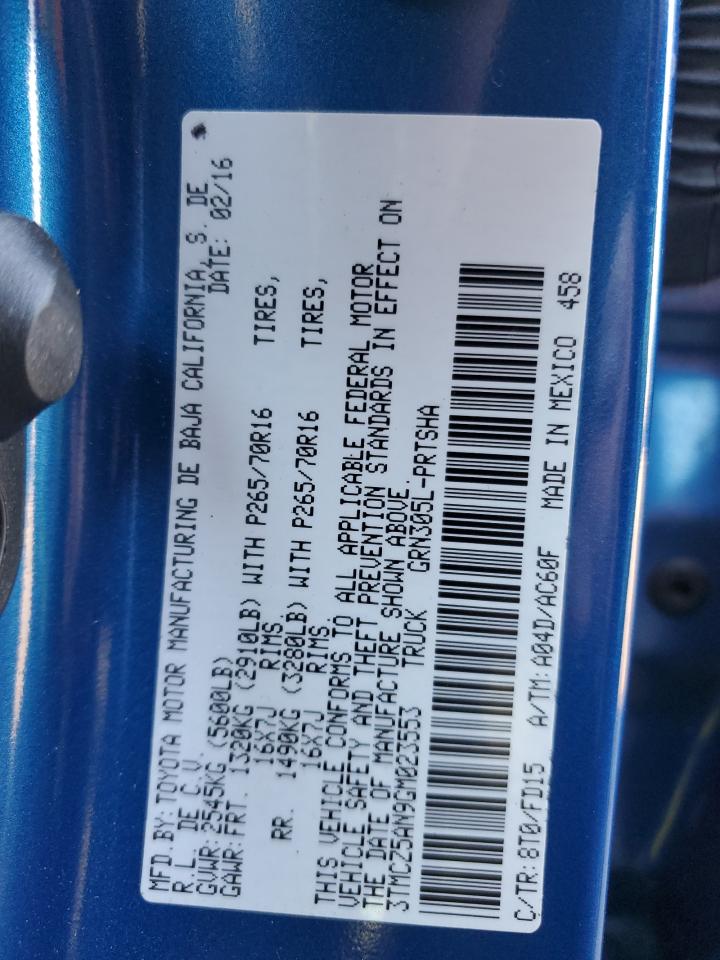 MFD.BY: TOYOTA MOTOR MANUFACTURING DE BAJA CALIFORNIA, S. DE
R.L. DE C.V. DATE: 02/16
GVWR: 2545KG (5600LB)
GAWR: FRT. 1320KG (2910LB) WITH P265/70R16 TIRES,
16X7J RIMS.
RR. 1490KG (3280LB) WITH P265/70R16 TIRES,
16X7J RIMS.
THIS VEHICLE CONFORMS TO ALL APPLICABLE FEDERAL MOTOR
VEHICLE SAFETY AND THEFT PREVENTION STANDARDS IN EFFECT ON
THE DATE OF MANUFACTURE SHOWN ABOVE.
3TMCZ5AN9GM023553 TRUCK GRN305L-PRTSHA
C/TR: 8T0/FD15 A/TM: A04D/AC60F MADE IN MEXICO 458